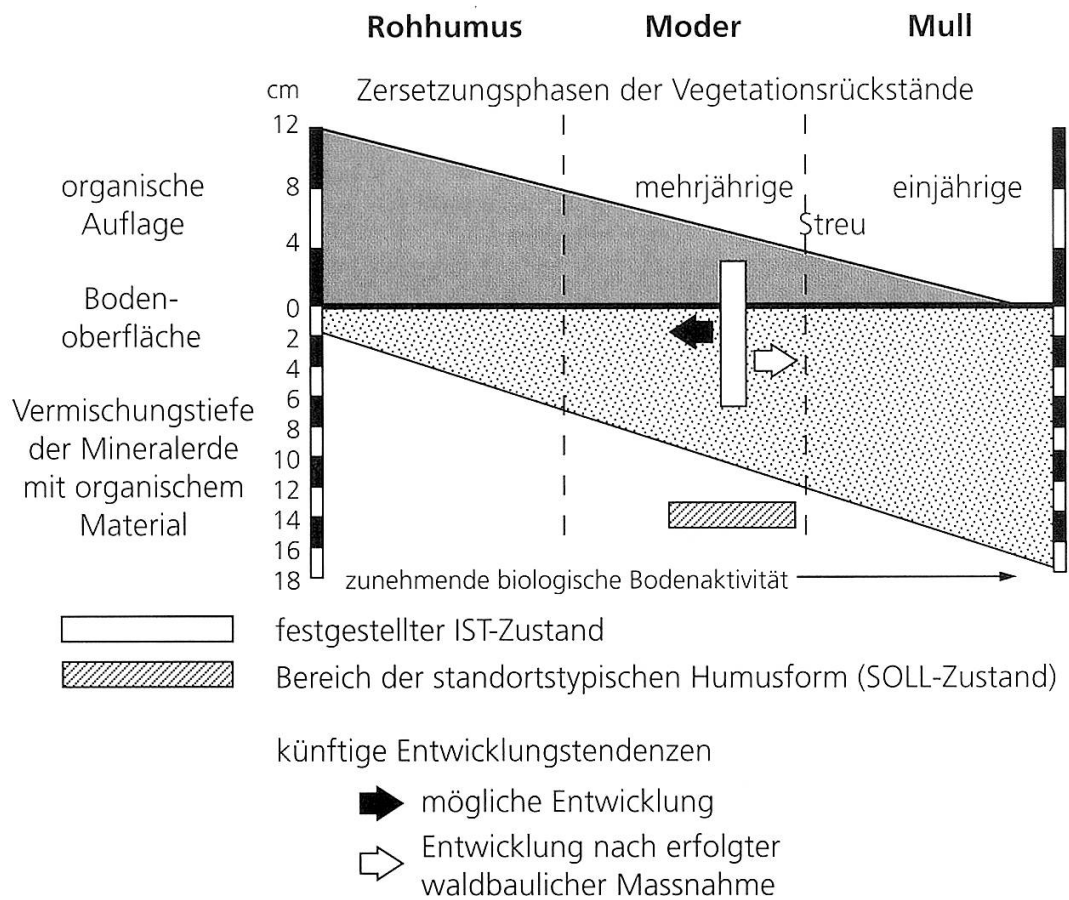 Rohhumus Moder Mull
cm Zersetzungsphasen der Vegetationsrückstände
12
organische
Auflage
8
mehrjährige einjährige
Streu
4
Boden-
oberfläche
0
2
4
6
8
10
12
14
16
18
Vermischungstiefe
der Mineralerde
mit organischem
Material
zunehmende biologische Bodenaktivität
festgestellter IST-Zustand
Bereich der standortstypischen Humusform (SOLL-Zustand)
künftige Entwicklungstendenzen
mögliche Entwicklung
Entwicklung nach erfolgter
waldbaulicher Massnahme